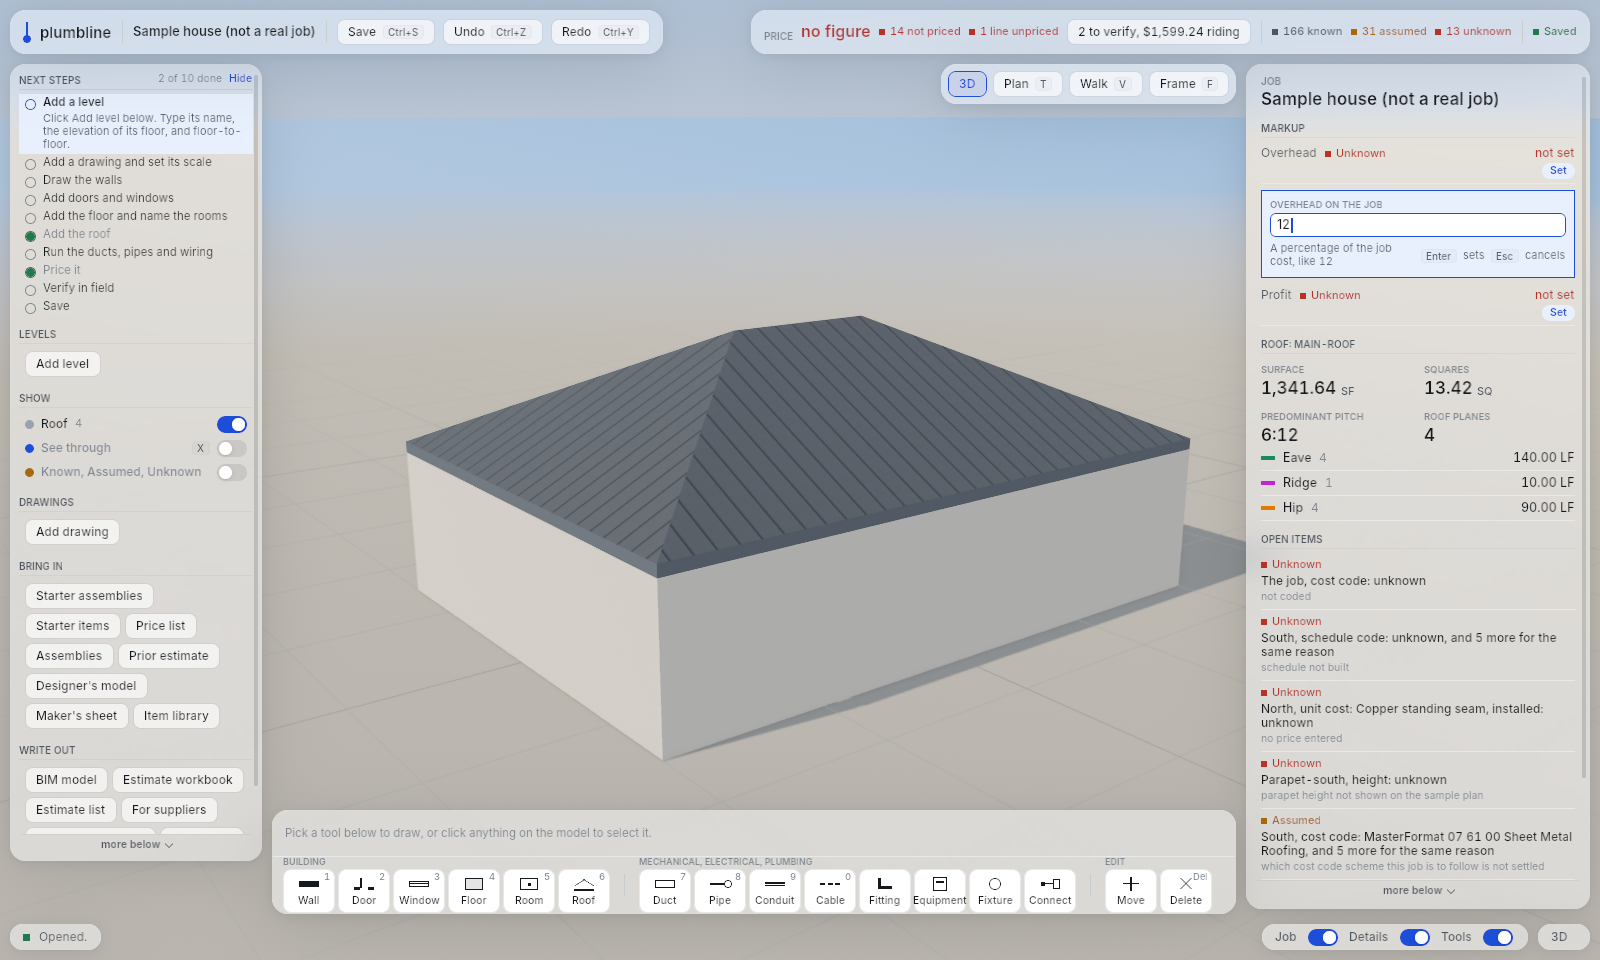 plumbline
Sample house (not a real job)
Save Ctrl+S
Undo Ctrl+Z
Redo Ctrl+Y
PRICE no figure
14 not priced
1 line unpriced
2 to verify, $1,599.24 riding
166 known
31 assumed
13 unknown
Saved
NEXT STEPS 2 of 10 done Hide
Add a level
Click Add level below. Type its name,
the elevation of its floor, and floor-to-
floor.
Add a drawing and set its scale
Draw the walls
Add doors and windows
Add the floor and name the rooms
Add the roof
Run the ducts, pipes and wiring
Price it
Verify in field
Save
LEVELS
Add level
SHOW
Roof 4
See through X
Known, Assumed, Unknown
DRAWINGS
Add drawing
BRING IN
Starter assemblies
Starter items Price list
Assemblies Prior estimate
Designer's model
Maker's sheet Item library
WRITE OUT
BIM model Estimate workbook
Estimate list For suppliers
more below
Opened.
3D
Plan T
Walk V
Frame F
Pick a tool below to draw, or click anything on the model to select it.
BUILDING
1 Wall
2 Door
3 Window
4 Floor
5 Room
6 Roof
MECHANICAL, ELECTRICAL, PLUMBING
7 Duct
8 Pipe
9 Conduit
0 Cable
Fitting
Equipment
Fixture
Connect
EDIT
Move
Del Delete
JOB
Sample house (not a real job)
MARKUP
Overhead Unknown not set
Set
OVERHEAD ON THE JOB
12
A percentage of the job
cost, like 12
Enter sets Esc cancels
Profit Unknown not set
Set
ROOF: MAIN-ROOF
SURFACE SQUARES
1,341.64 SF 13.42 SQ
PREDOMINANT PITCH ROOF PLANES
6:12 4
Eave 4 140.00 LF
Ridge 1 10.00 LF
Hip 4 90.00 LF
OPEN ITEMS
Unknown
The job, cost code: unknown
not coded
Unknown
South, schedule code: unknown, and 5 more for the
same reason
schedule not built
Unknown
North, unit cost: Copper standing seam, installed:
unknown
no price entered
Unknown
Parapet-south, height: unknown
parapet height not shown on the sample plan
Assumed
South, cost code: MasterFormat 07 61 00 Sheet Metal
Roofing, and 5 more for the same reason
which cost code scheme this job is to follow is not settled
more below
Job Details Tools 3D